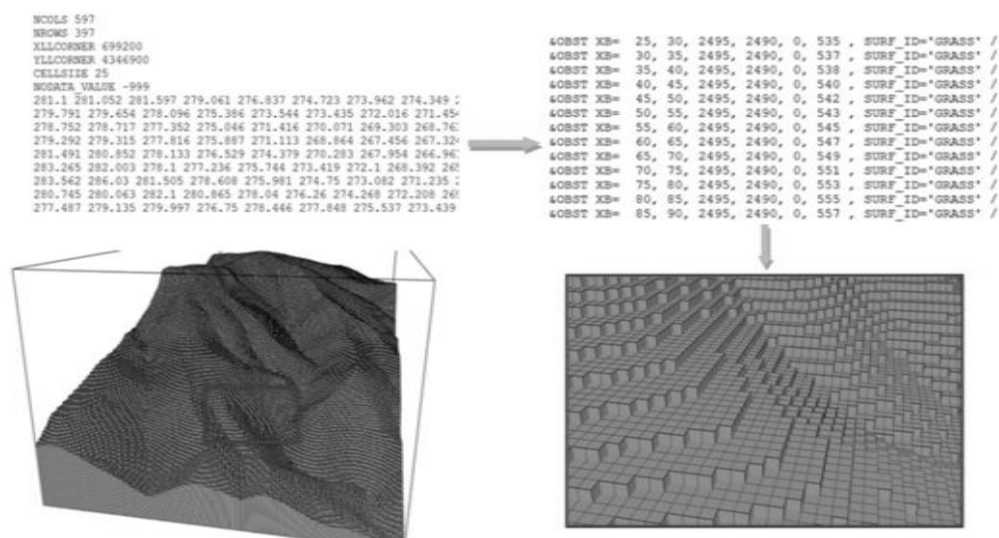 NCOLS 597
NROWS 397
XLLCORNER 699200
YLLCORNER 4346900
CELLSIZE 25
NODATA_VALUE -999
281.1 281.052 281.597 279.061 276.837 274.723 273.962 274.349
279.791 279.654 278.096 275.386 273.544 273.435 272.016 271.454
278.752 278.717 277.352 275.046 271.416 270.071 269.303
279.292 279.315 277.816 275.887 271.113 268.864 267.456 267.324
281.491 280.852 278.133 276.529 274.379 270.283 267.954
283.265 282.003 278.1 277.236 275.744 273.419 272.1 268.392
283.562 286.03 281.505 278.608 275.981 274.75 273.082 271.235
280.745 280.063 282.1 280.865 278.04 276.26 274.268 272.208
277.487 279.135 279.997 276.75 278.446 277.848 275.537 273.439
&OBST XB= 25, 30, 2495, 2490, 0, 535 , SURF_ID="GRASS" /
&OBST XB= 30, 35, 2495, 2490, 0, 537 , SURF_ID="GRASS" /
&OBST XB= 35, 40, 2495, 2490, 0, 538 , SURF_ID="GRASS" /
&OBST XB= 40, 45, 2495, 2490, 0, 540 , SURF_ID="GRASS" /
&OBST XB= 45, 50, 2495, 2490, 0, 542 , SURF_ID="GRASS" /
&OBST XB= 50, 55, 2495, 2490, 0, 543 , SURF_ID="GRASS" /
&OBST XB= 55, 60, 2495, 2490, 0, 545 , SURF_ID="GRASS" /
&OBST XB= 60, 65, 2495, 2490, 0, 547 , SURF_ID="GRASS" /
&OBST XB= 65, 70, 2495, 2490, 0, 549 , SURF_ID="GRASS" /
&OBST XB= 70, 75, 2495, 2490, 0, 551 , SURF_ID="GRASS" /
&OBST XB= 75, 80, 2495, 2490, 0, 553 , SURF_ID="GRASS" /
&OBST XB= 80, 85, 2495, 2490, 0, 555 , SURF_ID="GRASS" /
&OBST XB= 85, 90, 2495, 2490, 0, 557 , SURF_ID="GRASS" /